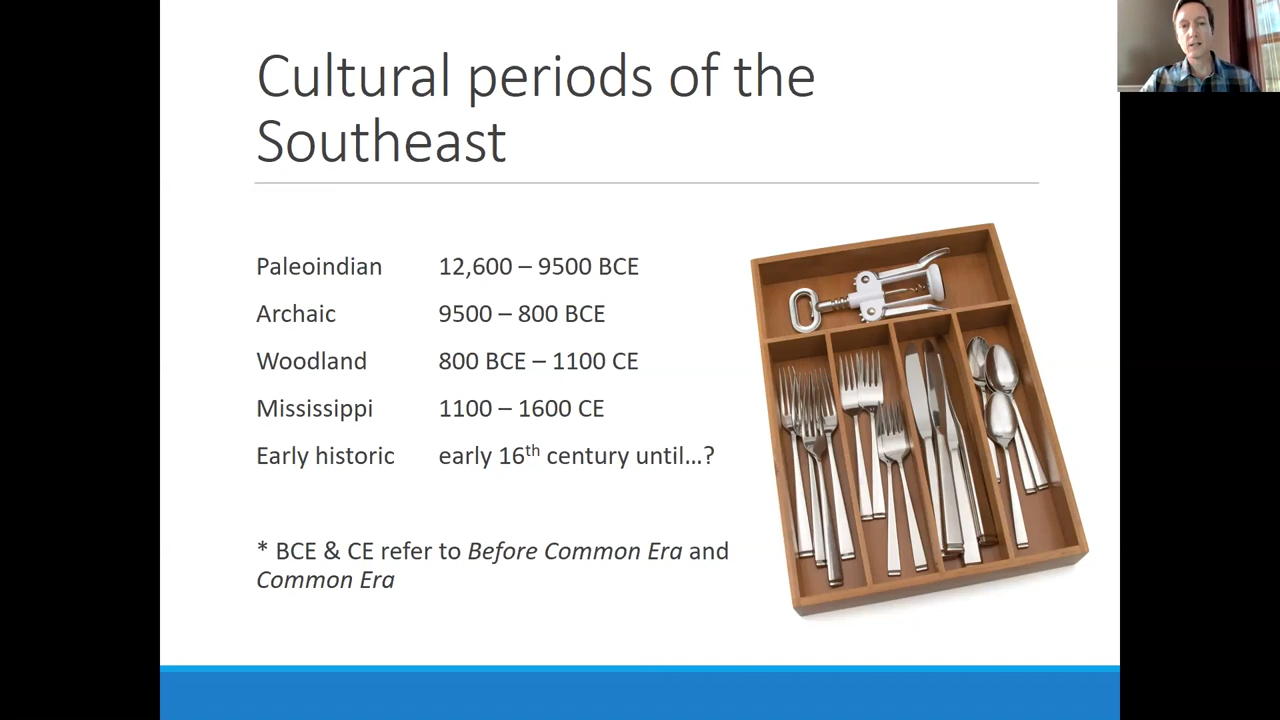 Cultural periods of the
Southeast
Paleoindian 12,600 – 9500 BCE
Archaic 9500 – 800 BCE
Woodland 800 BCE – 1100 CE
Mississippi 1100 – 1600 CE
Early historic early 16th century until…?
* BCE & CE refer to Before Common Era and
Common Era